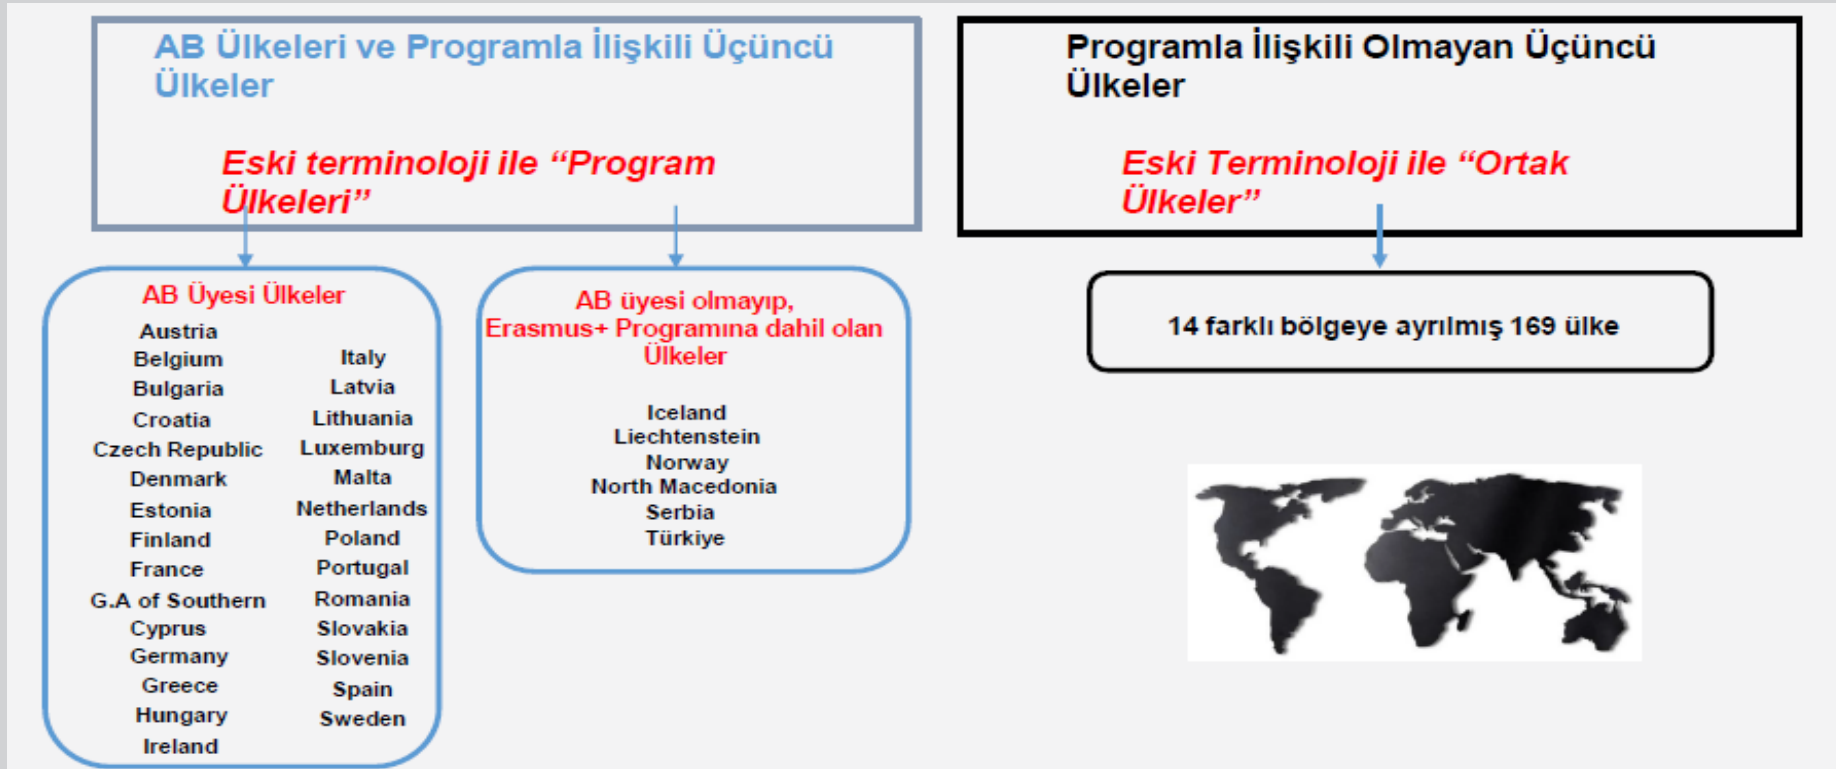 AB Ülkeleri ve Programla İlişkili Üçüncü
Ülkeler
Eski terminoloji ile “Program
Ülkeleri”
AB Üyesi Ülkeler
Austria
Belgium
Bulgaria
Croatia
Czech Republic
Denmark
Estonia
Finland
France
G.A of Southern
Cyprus
Germany
Greece
Hungary
Ireland
Italy
Latvia
Lithuania
Luxemburg
Malta
Netherlands
Poland
Portugal
Romania
Slovakia
Slovenia
Spain
Sweden
AB üyesi olmayıp,
Erasmus+ Programına dahil olan
Ülkeler
Iceland
Liechtenstein
Norway
North Macedonia
Serbia
Türkiye
Programla İlişkili Olmayan Üçüncü
Ülkeler
Eski Terminoloji ile “Ortak
Ülkeler”
14 farklı bölgeye ayrılmış 169 ülke